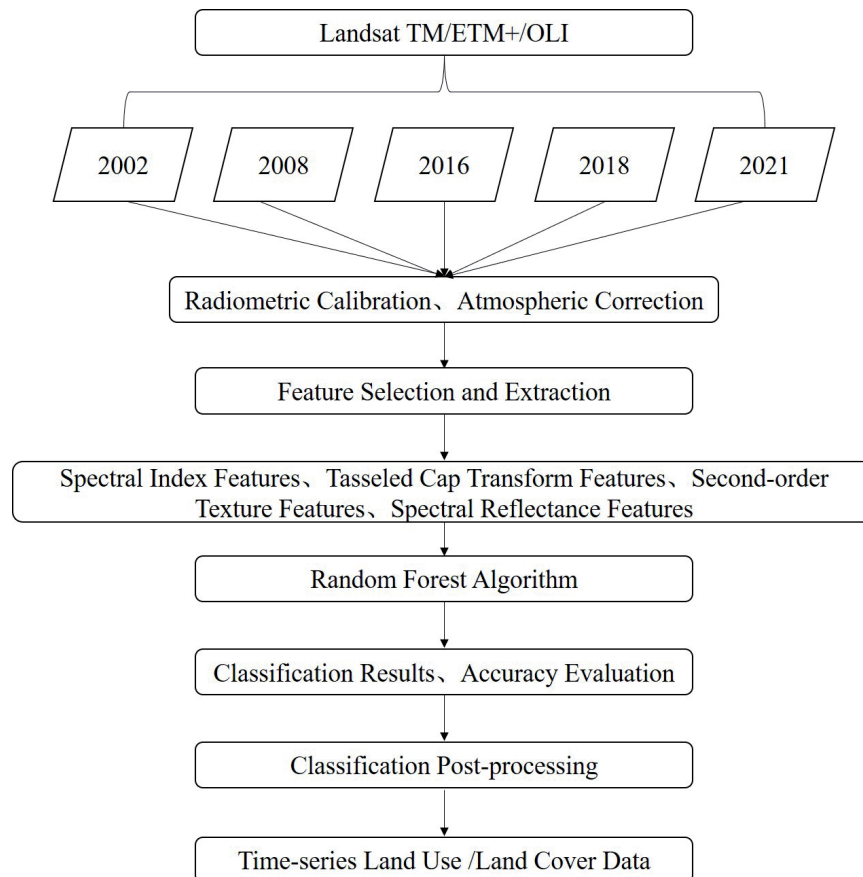 Landsat TM/ETM+/OLI
2002 2008 2016 2018 2021
Radiometric Calibration、Atmospheric Correction
Feature Selection and Extraction
Spectral Index Features、Tasseled Cap Transform Features、Second-order
Texture Features、Spectral Reflectance Features
Random Forest Algorithm
Classification Results、Accuracy Evaluation
Classification Post-processing
Time-series Land Use /Land Cover Data